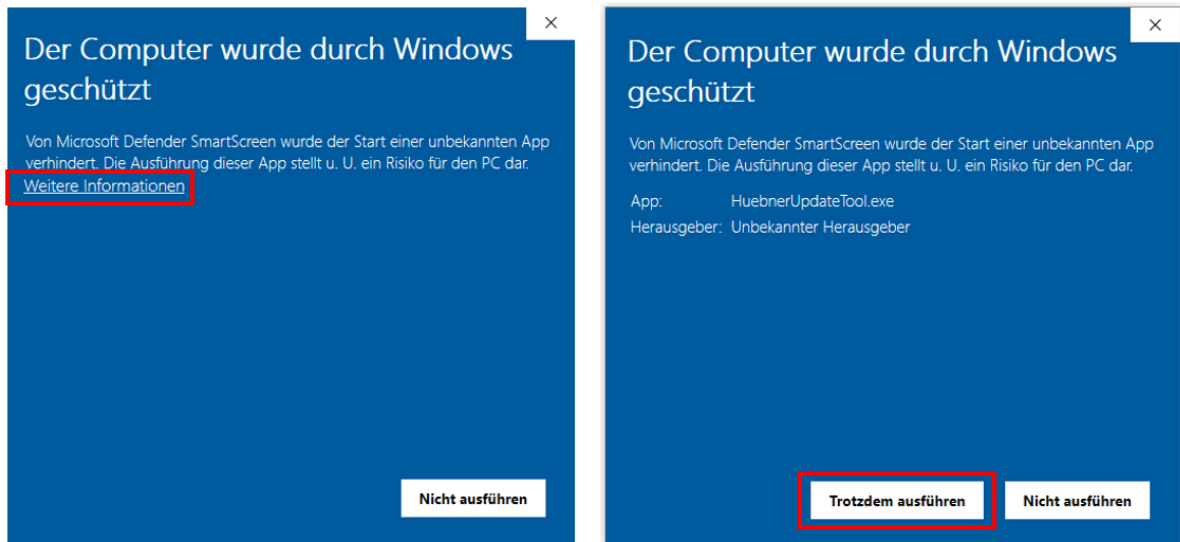 Der Computer wurde durch Windows
geschützt
Von Microsoft Defender SmartScreen wurde der Start einer unbekannten App
verhindert. Die Ausführung dieser App stellt u. U. ein Risiko für den PC dar.
Weitere Informationen
Nicht ausführen
Der Computer wurde durch Windows
geschützt
Von Microsoft Defender SmartScreen wurde der Start einer unbekannten App
verhindert. Die Ausführung dieser App stellt u. U. ein Risiko für den PC dar.
App: HuebnerUpdateTool.exe
Herausgeber: Unbekannter Herausgeber
Trotzdem ausführen Nicht ausführen